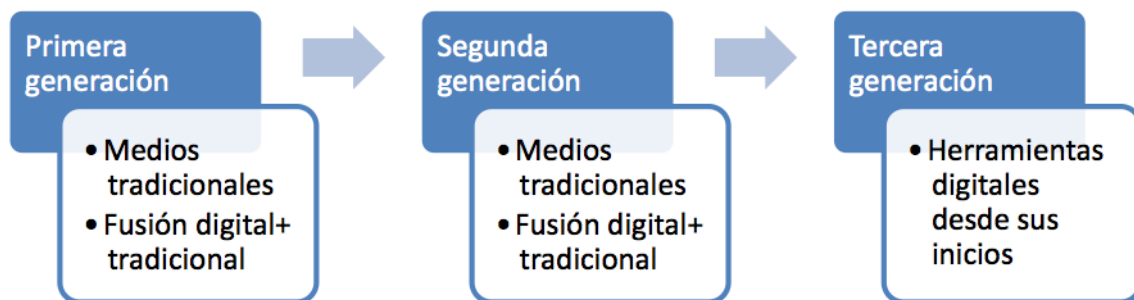 Primera
generación
• Medios
tradicionales
• Fusión digital+
tradicional
Segunda
generación
• Medios
tradicionales
• Fusión digital+
tradicional
Tercera
generación
• Herramientas
digitales
desde sus
inicios